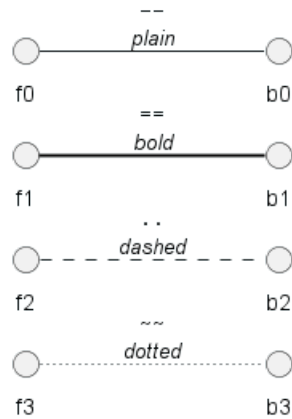 --
plain
f0 b0
==
bold
f1 b1
..
dashed
f2 b2
~~
dotted
f3 b3